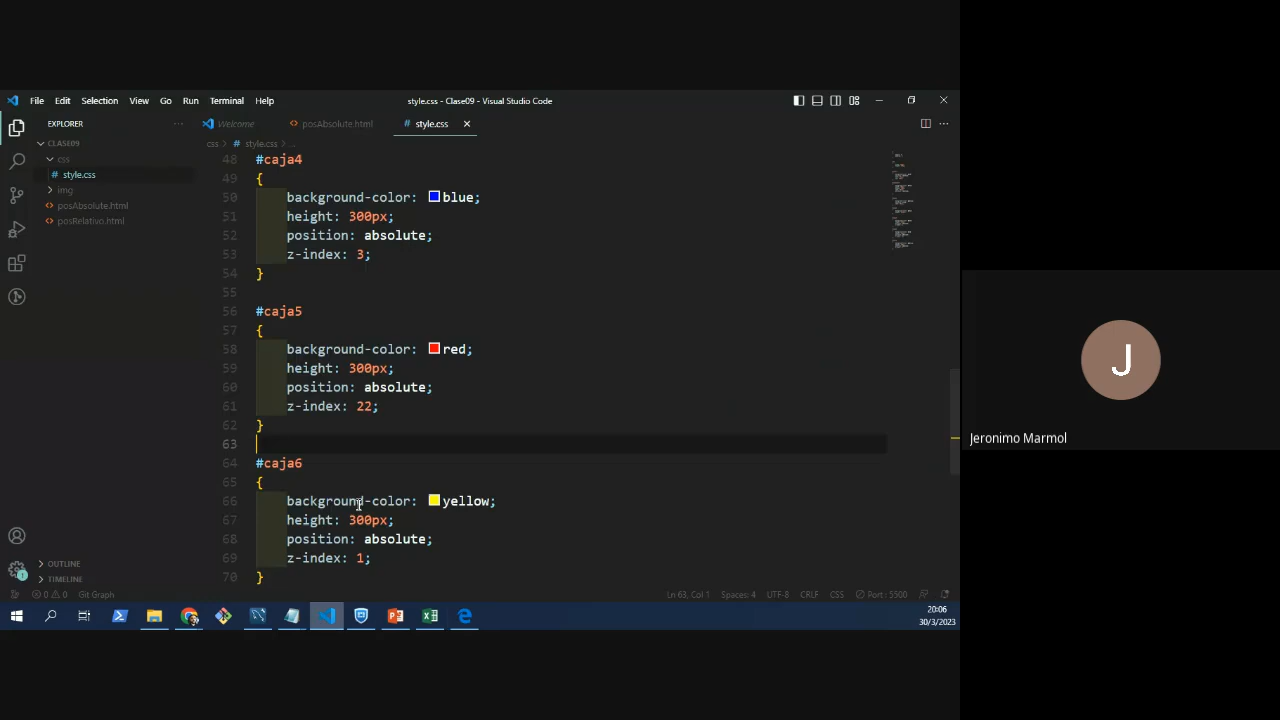 File Edit Selection View Go Run Terminal Help
style.css - Clase09 - Visual Studio Code
EXPLORER
CLASE09
css
style.css
img
posAbsolute.html
posRelativo.html
OUTLINE
TIMELINE
Welcome posAbsolute.html # style.css
css > # style.css > ...
48 #caja4
49 {
50 background-color: blue;
51 height: 300px;
52 position: absolute;
53 z-index: 3;
54 }
55
56 #caja5
57 {
58 background-color: red;
59 height: 300px;
60 position: absolute;
61 z-index: 22;
62 }
63
64 #caja6
65 {
66 background-color: yellow;
67 height: 300px;
68 position: absolute;
69 z-index: 1;
70 }
0 0 Git Graph
Ln 63, Col 1 Spaces: 4 UTF-8 CRLF CSS Port : 5500
20:06
30/3/2023
J
Jeronimo Marmol